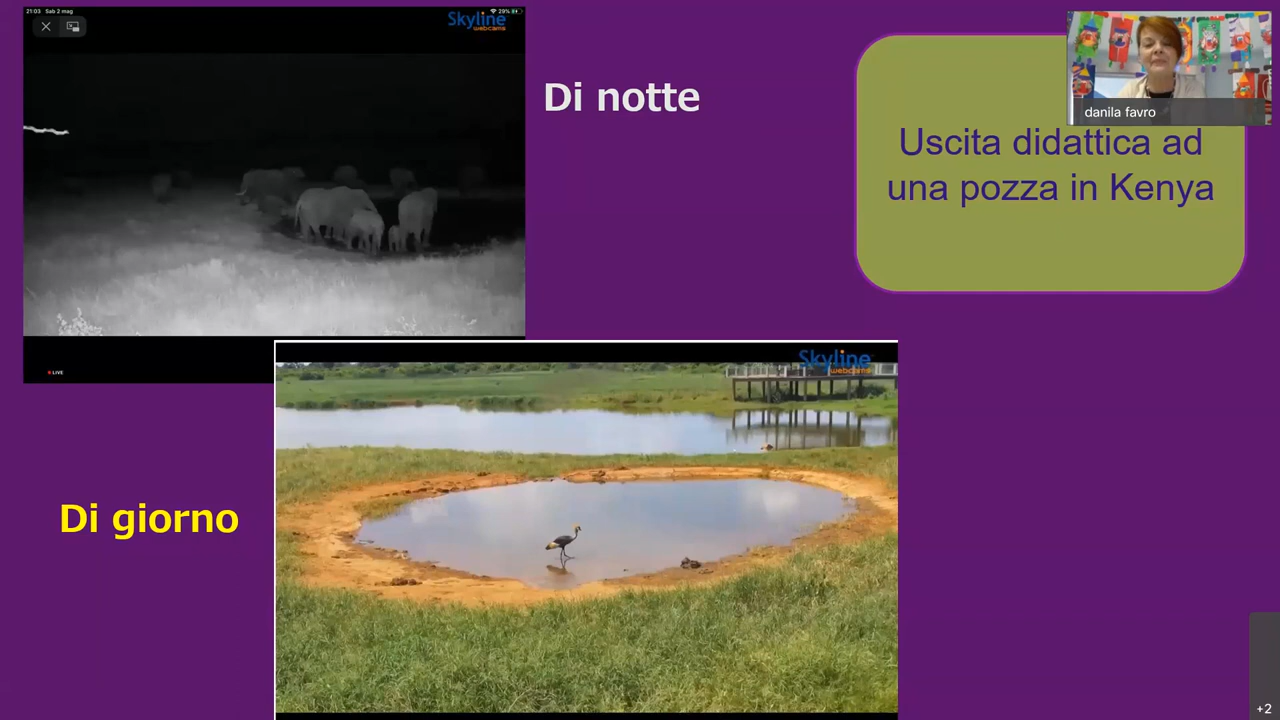 21:03 Sab 2 mag
29%
Skyline
webcams
Di notte
danila favro
Uscita didattica ad
una pozza in Kenya
LIVE
Skyline
webcams
Di giorno
+2